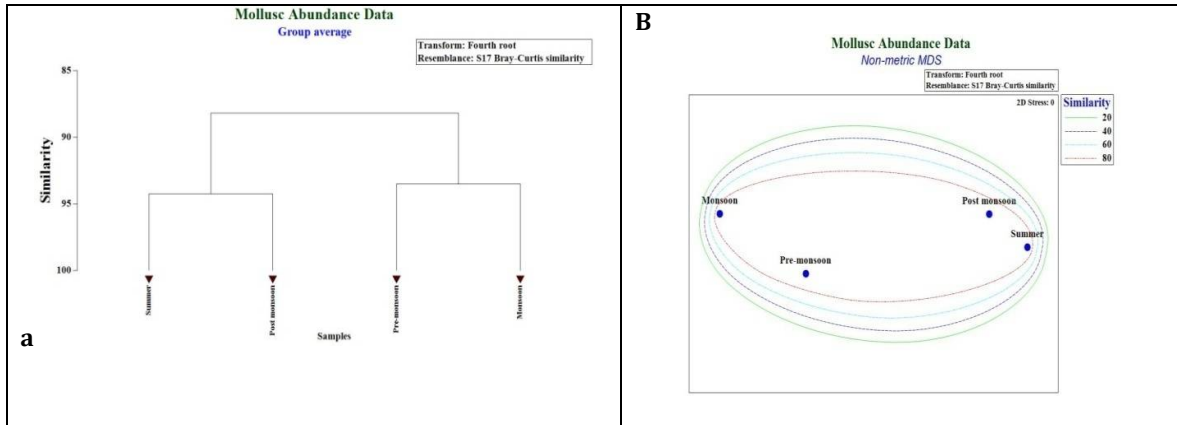 Mollusc Abundance Data
Group average
Transform: Fourth root
Resemblance: S17 Bray-Curtis similarity
85
90
95
100
Similarity
Summer
Post monsoon
Pre-monsoon
Monsoon
Samples
a
B
Mollusc Abundance Data
Non-metric MDS
Transform: Fourth root
Resemblance: S17 Bray-Curtis similarity
2D Stress: 0
Similarity
20
40
60
80
Monsoon
Post monsoon
Summer
Pre-monsoon